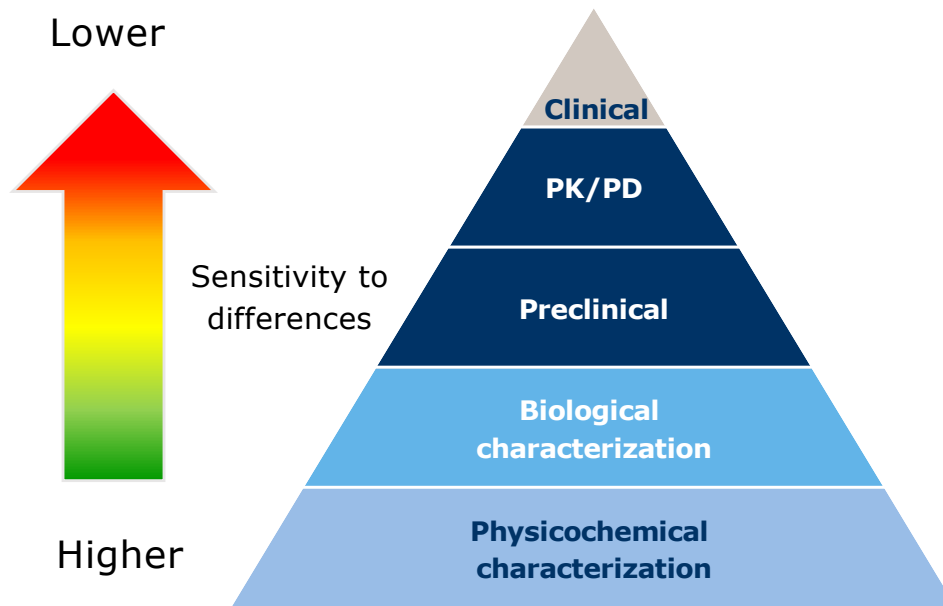 Lower
Clinical
PK/PD
Sensitivity to
differences
Preclinical
Biological
characterization
Physicochemical
characterization
Higher